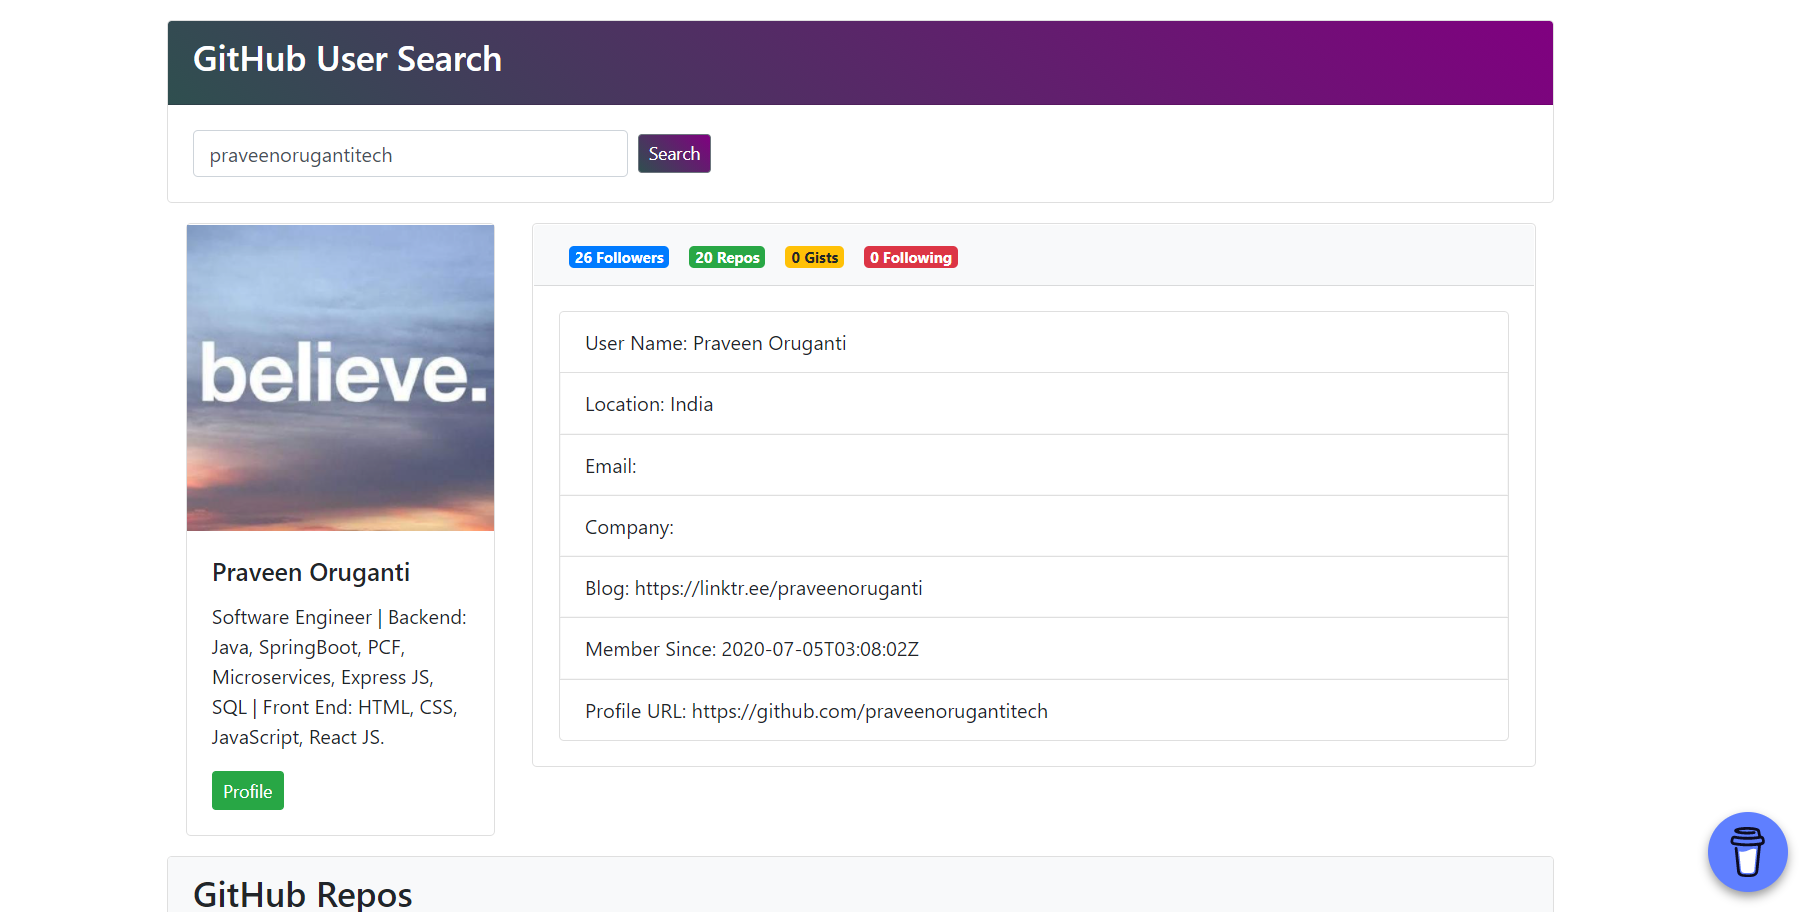 GitHub User Search
praveenorugantitech
Search
believe.
Praveen Oruganti
Software Engineer | Backend:
Java, SpringBoot, PCF,
Microservices, Express JS,
SQL | Front End: HTML, CSS,
JavaScript, React JS.
Profile
26 Followers
20 Repos
0 Gists
0 Following
User Name: Praveen Oruganti
Location: India
Email:
Company:
Blog: https://linktr.ee/praveenoruganti
Member Since: 2020-07-05T03:08:02Z
Profile URL: https://github.com/praveenorugantitech
GitHub Repos